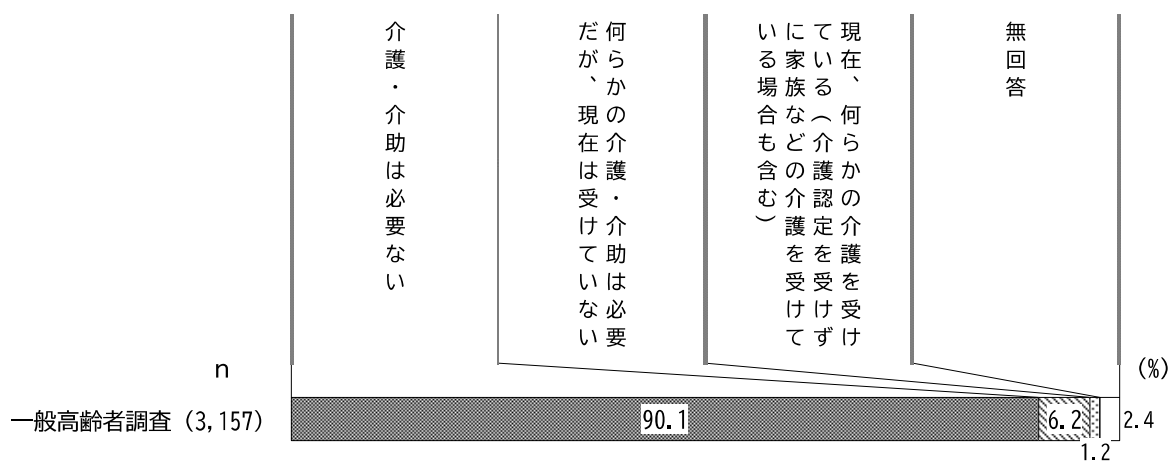 介護・介助は必要ない
何らかの介護・介助は必要
だが、現在は受けていない
現在、何らかの介護を受け
ている（介護認定を受けず
に家族などの介護を受けて
いる場合も含む）
無回答
n
(%)
一般高齢者調査 (3,157)
90.1
6.2
1.2
2.4